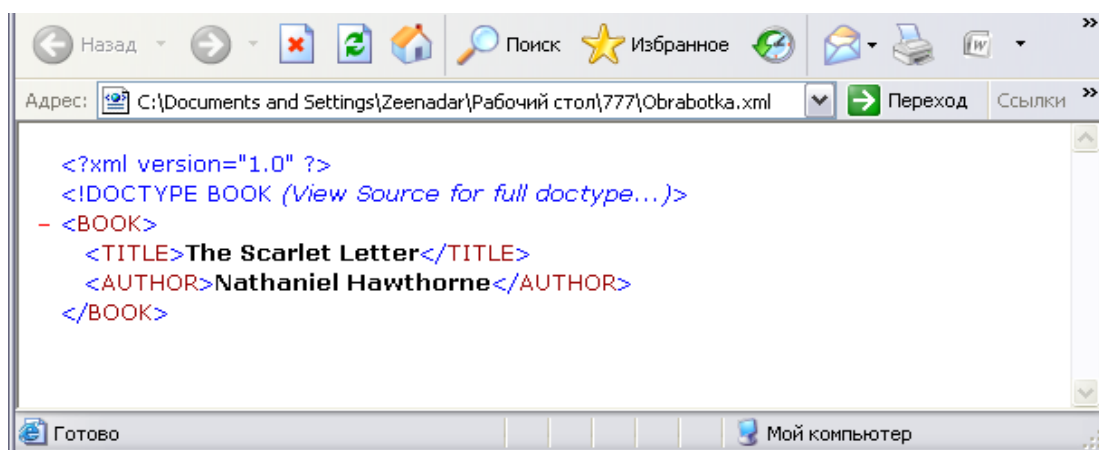 Назад Поиск Избранное W »
Адрес: C:\Documents and Settings\Zeenadar\Рабочий стол\777\Obrabotka.xml Переход Ссылки »
<?xml version="1.0" ?>
<!DOCTYPE BOOK (View Source for full doctype...)>
– <BOOK>
<TITLE>The Scarlet Letter</TITLE>
<AUTHOR>Nathaniel Hawthorne</AUTHOR>
</BOOK>
Готово Мой компьютер